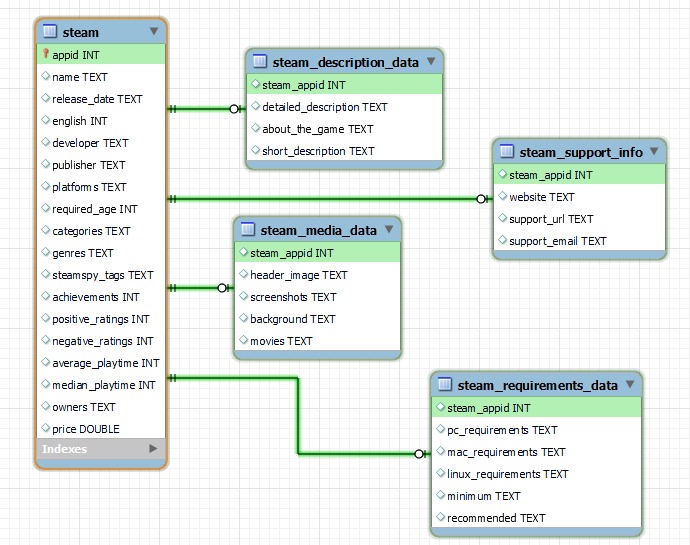 steam
appid INT
name TEXT
release_date TEXT
english INT
developer TEXT
publisher TEXT
platforms TEXT
required_age INT
categories TEXT
genres TEXT
steamspy_tags TEXT
achievements INT
positive_ratings INT
negative_ratings INT
average_playtime INT
median_playtime INT
owners TEXT
price DOUBLE
Indexes
steam_description_data
steam_appid INT
detailed_description TEXT
about_the_game TEXT
short_description TEXT
steam_support_info
steam_appid INT
website TEXT
support_url TEXT
support_email TEXT
steam_media_data
steam_appid INT
header_image TEXT
screenshots TEXT
background TEXT
movies TEXT
steam_requirements_data
steam_appid INT
pc_requirements TEXT
mac_requirements TEXT
linux_requirements TEXT
minimum TEXT
recommended TEXT